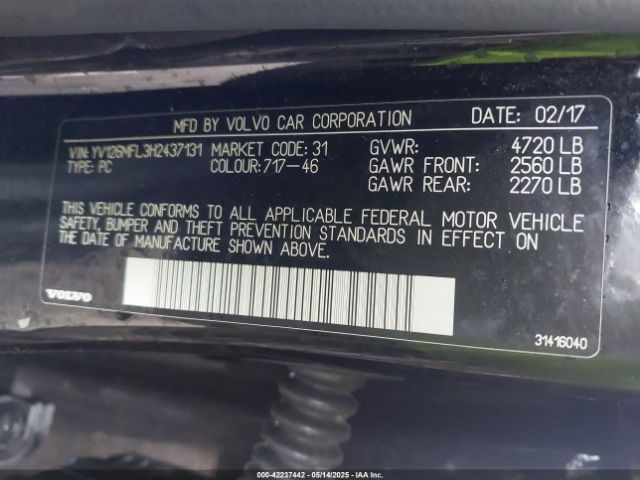 MFD BY VOLVO CAR CORPORATION DATE: 02/17
VIN: YV126MFL3H2437131 MARKET CODE: 31 GVWR: 4720 LB
TYPE: PC COLOUR: 717-46 GAWR FRONT: 2560 LB
GAWR REAR: 2270 LB
THIS VEHICLE CONFORMS TO ALL APPLICABLE FEDERAL MOTOR VEHICLE
SAFETY, BUMPER AND THEFT PREVENTION STANDARDS IN EFFECT ON
THE DATE OF MANUFACTURE SHOWN ABOVE.
VOLVO
31416040
000-42237442 - 05/14/2025 - IAA Inc.